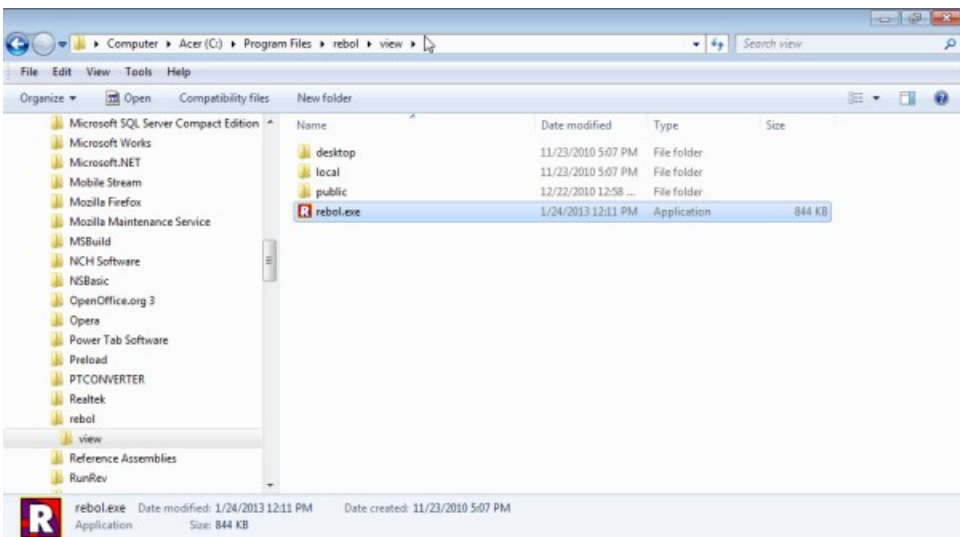 Computer ▸ Acer (C:) ▸ Program Files ▸ rebol ▸ view ▸
Search view
File Edit View Tools Help
Organize ▾ Open Compatibility files New folder
Microsoft SQL Server Compact Edition
Microsoft Works
Microsoft.NET
Mobile Stream
Mozilla Firefox
Mozilla Maintenance Service
MSBuild
NCH Software
NSBasic
OpenOffice.org 3
Opera
Power Tab Software
Preload
PTCONVERTER
Realtek
rebol
view
Reference Assemblies
RunRev
Name Date modified Type Size
desktop 11/23/2010 5:07 PM File folder
local 11/23/2010 5:07 PM File folder
public 12/22/2010 12:58 ... File folder
R rebol.exe 1/24/2013 12:11 PM Application 844 KB
R
rebol.exe Date modified: 1/24/2013 12:11 PM Date created: 11/23/2010 5:07 PM
Application Size: 844 KB